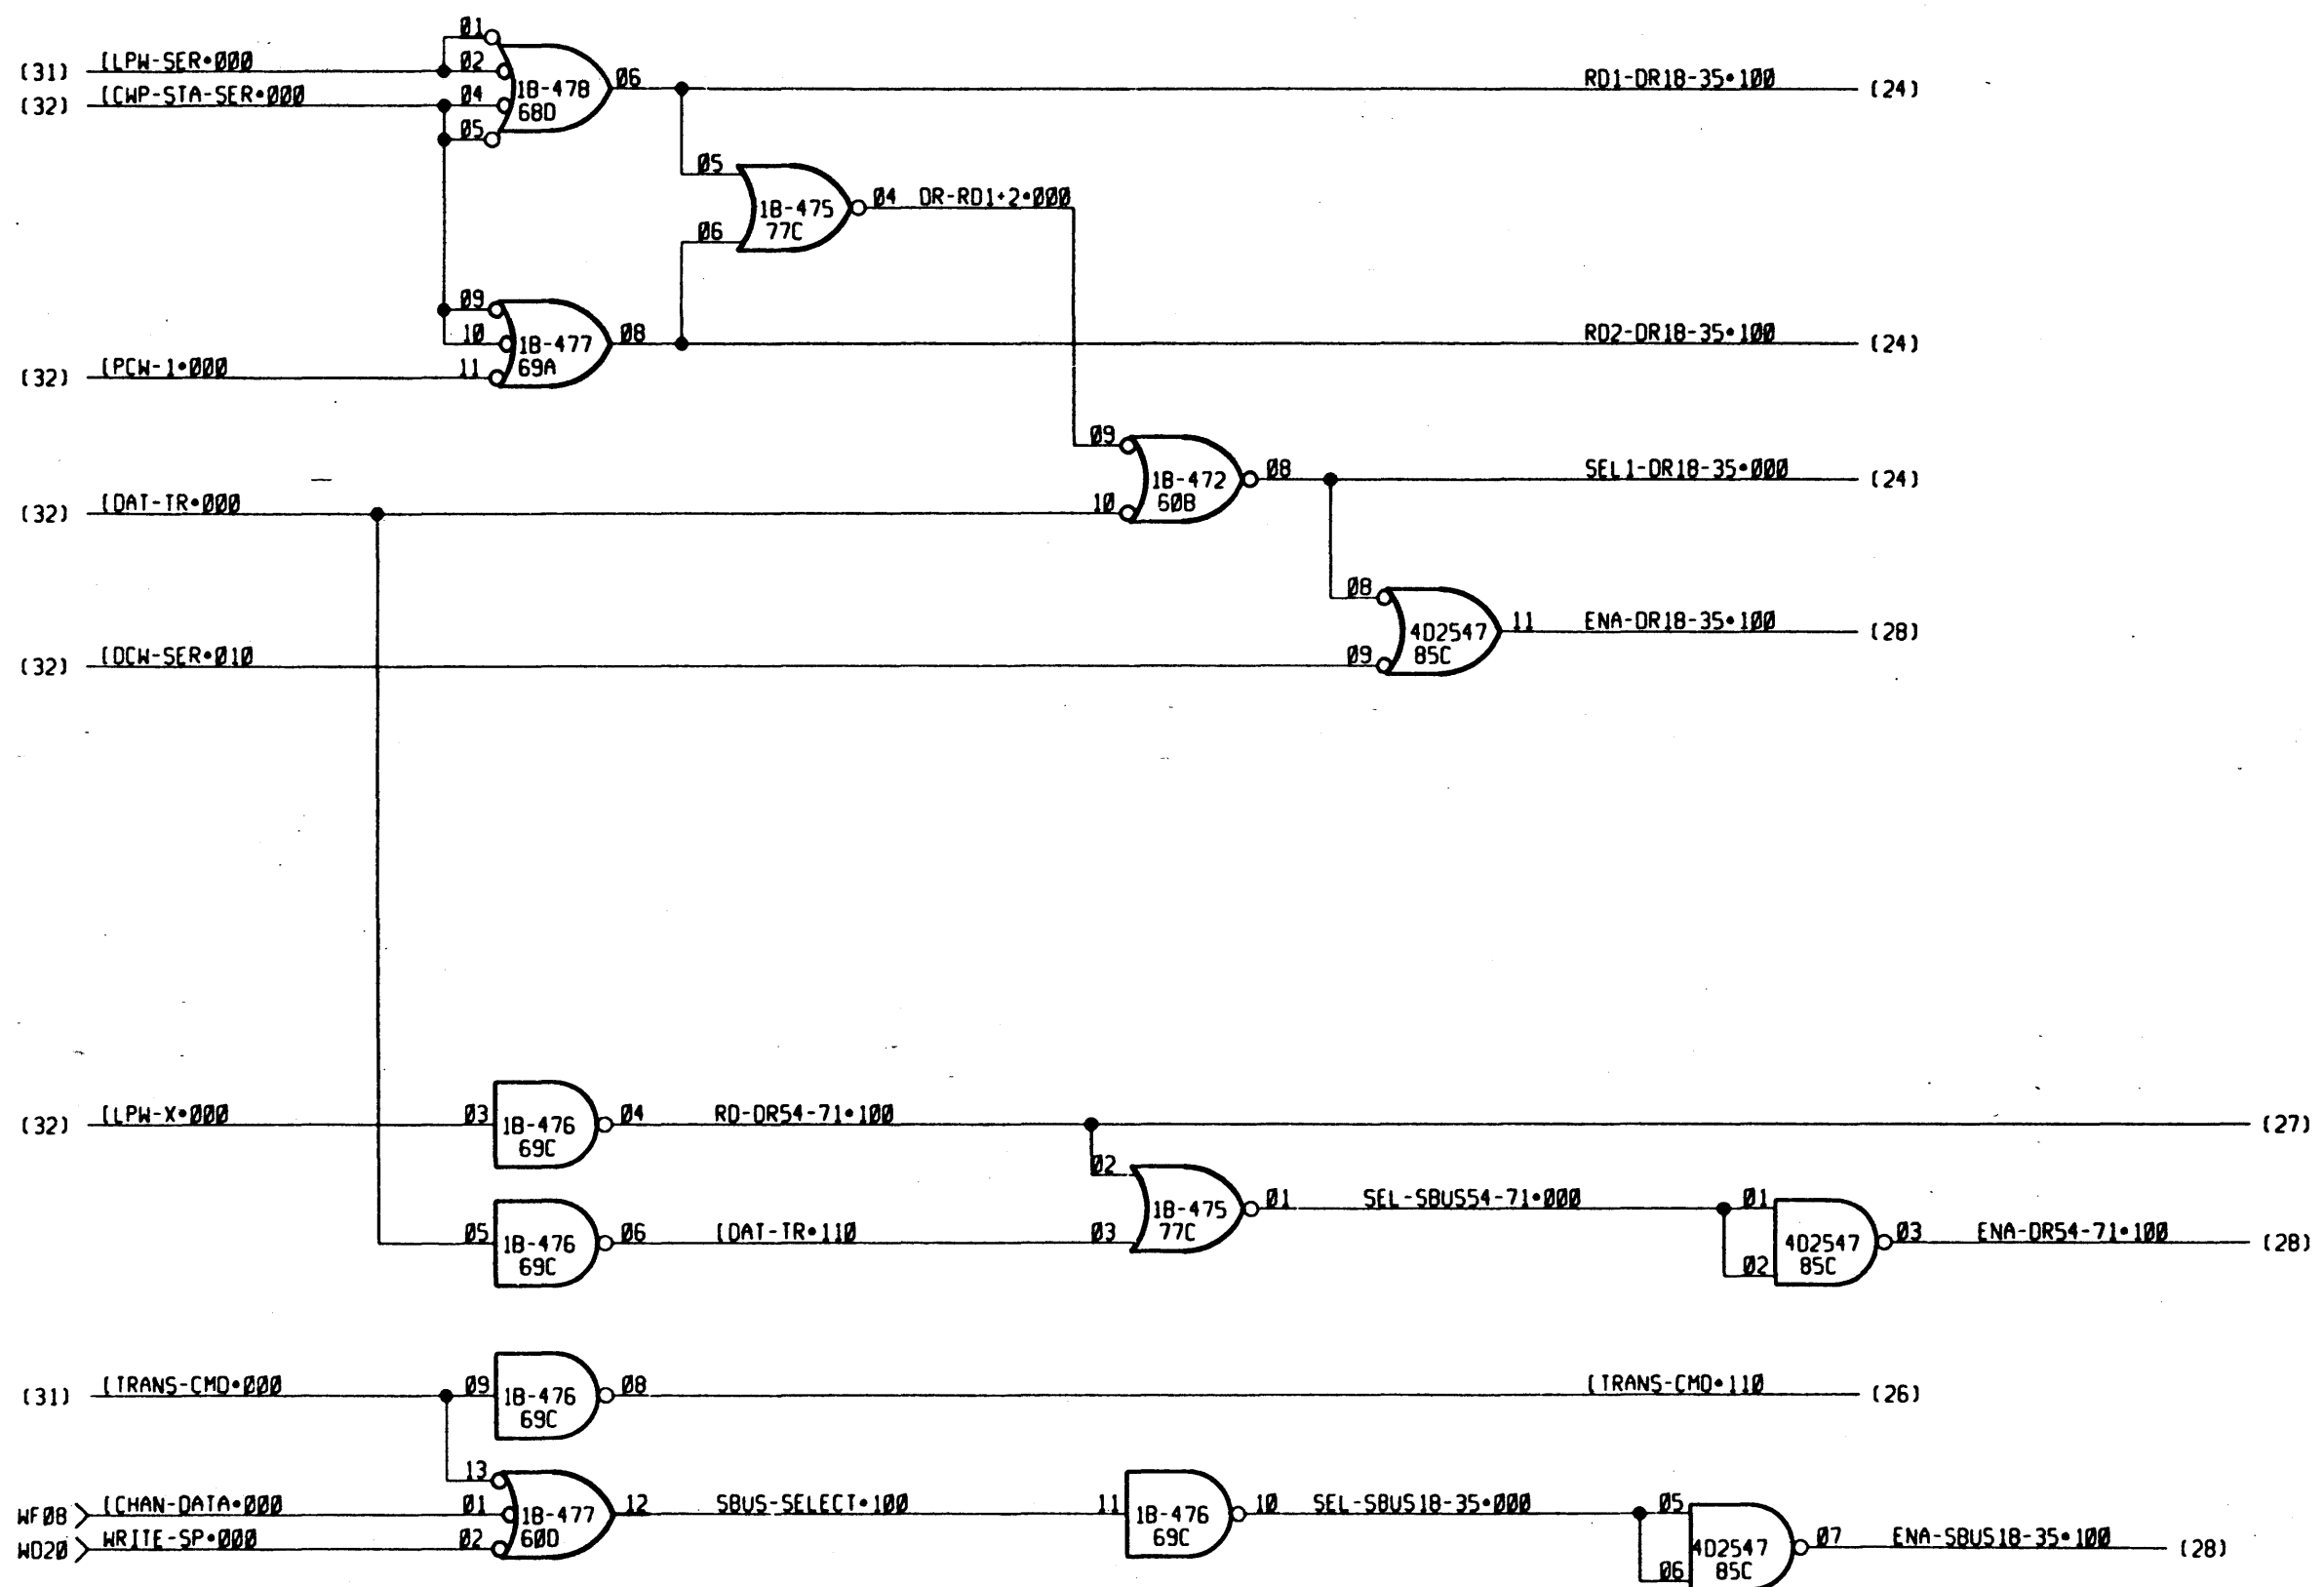 01
(31) [LPW-SER•000 02 1B-478 06 RD1-DR18-35•100 (24)
(32) [CWP-STA-SER•000 04 68D
05
05 1B-475 04 DR-RD1+2•000
06 77C
09
10 1B-477 08 RD2-DR18-35•100 (24)
(32) [PCW-1•000 11 69A
09 1B-472 08 SEL1-DR18-35•000 (24)
(32) [DAT-TR•000 10 60B
08 4D2547 11 ENA-DR18-35•100 (28)
(32) [DCW-SER•010 09 85C
(32) [LPW-X•000 03 1B-476 04 RD-DR54-71•100 (27)
69C
02 1B-475 01 SEL-SBUS54-71•000 01 4D2547 03 ENA-DR54-71•100 (28)
05 1B-476 06 [DAT-TR•110 03 77C 02 85C
69C
(31) [TRANS-CMD•000 09 1B-476 08 [TRANS-CMD•110 (26)
69C
13
WF08 [CHAN-DATA•000 01 1B-477 12 SBUS-SELECT•100 11 1B-476 10 SEL-SBUS18-35•000 05 4D2547 07 ENA-SBUS18-35•100 (28)
WD20 WRITE-SP•000 02 60D 69C 06 85C